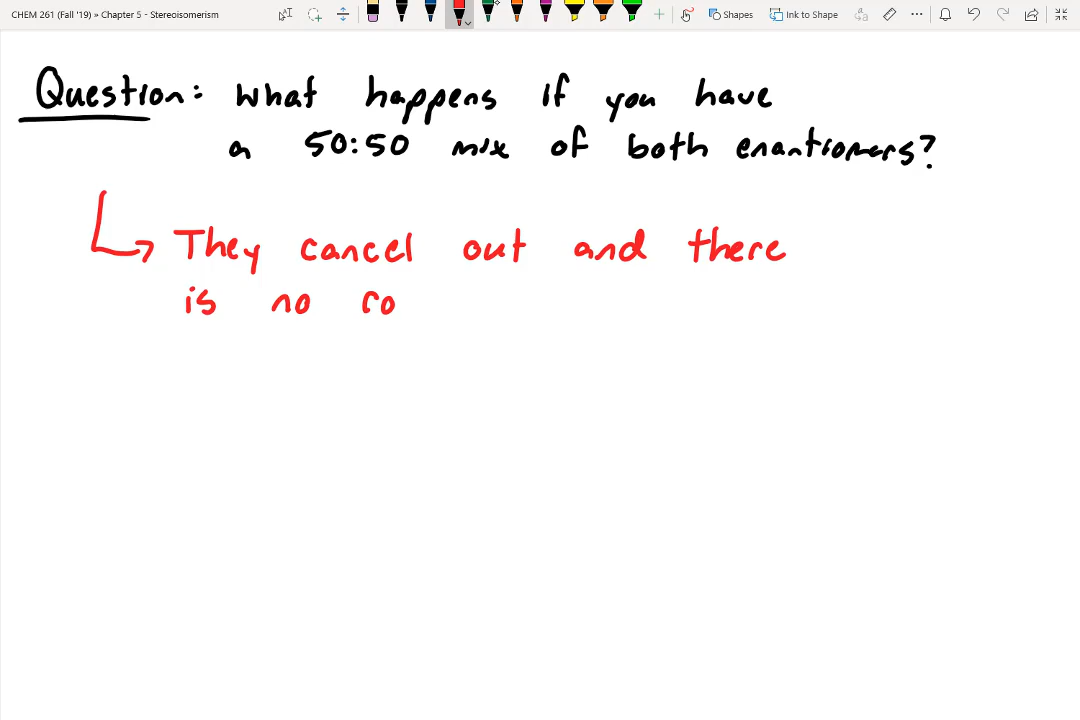 CHEM 261 (Fall '19) » Chapter 5 - Stereoisomerism
Shapes
Ink to Shape
Question: What happens if you have
a 50:50 mix of both enantiomers?
They cancel out and there
is no ro